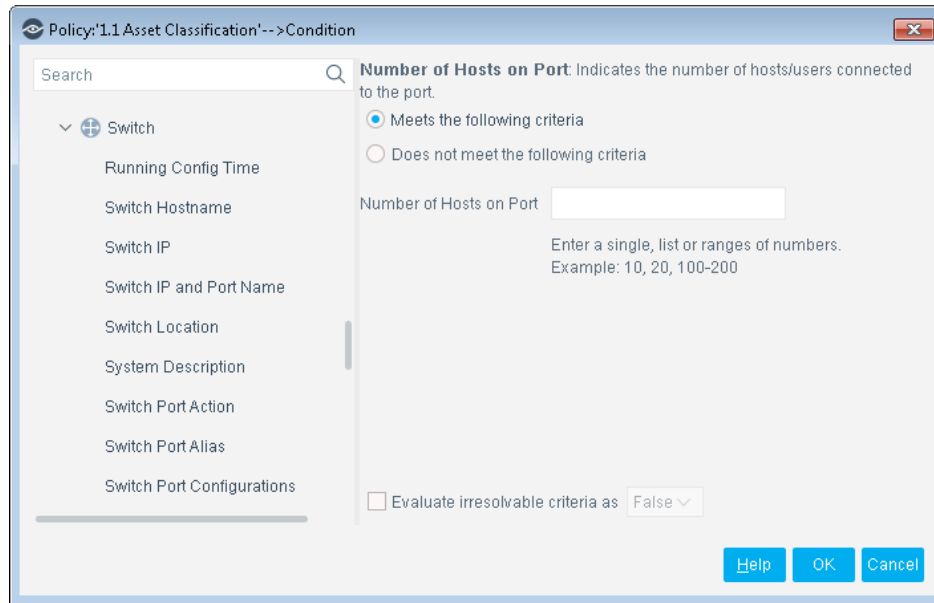 Policy:'1.1 Asset Classification'-->Condition
Search
Switch
Running Config Time
Switch Hostname
Switch IP
Switch IP and Port Name
Switch Location
System Description
Switch Port Action
Switch Port Alias
Switch Port Configurations
Number of Hosts on Port: Indicates the number of hosts/users connected
to the port.
Meets the following criteria
Does not meet the following criteria
Number of Hosts on Port
Enter a single, list or ranges of numbers.
Example: 10, 20, 100-200
Evaluate irresolvable criteria as False
Help OK Cancel